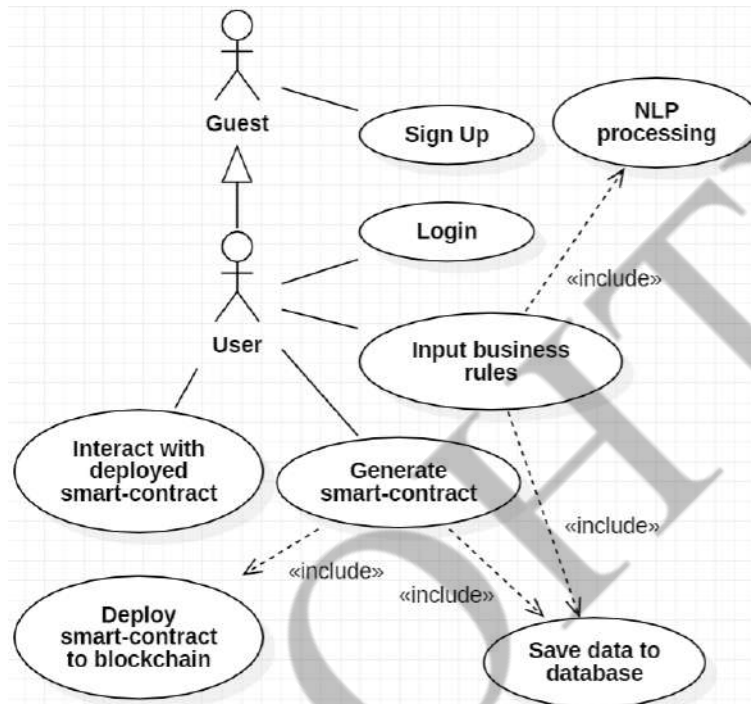 Guest
Sign Up
NLP
processing
Login
«include»
User
Input business
rules
Interact with
deployed
smart-contract
Generate
smart-contract
«include»
«include»
«include»
Deploy
smart-contract
to blockchain
Save data to
database